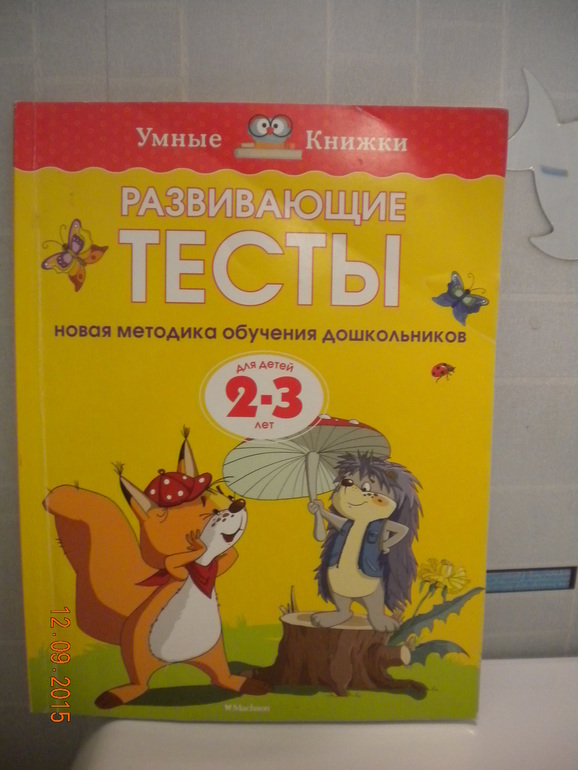 Умные Книжки
РАЗВИВАЮЩИЕ
ТЕСТЫ
НОВАЯ МЕТОДИКА ОБУЧЕНИЯ ДОШКОЛЬНИКОВ
для детей
2-3
лет
Machaon
12.09.2015